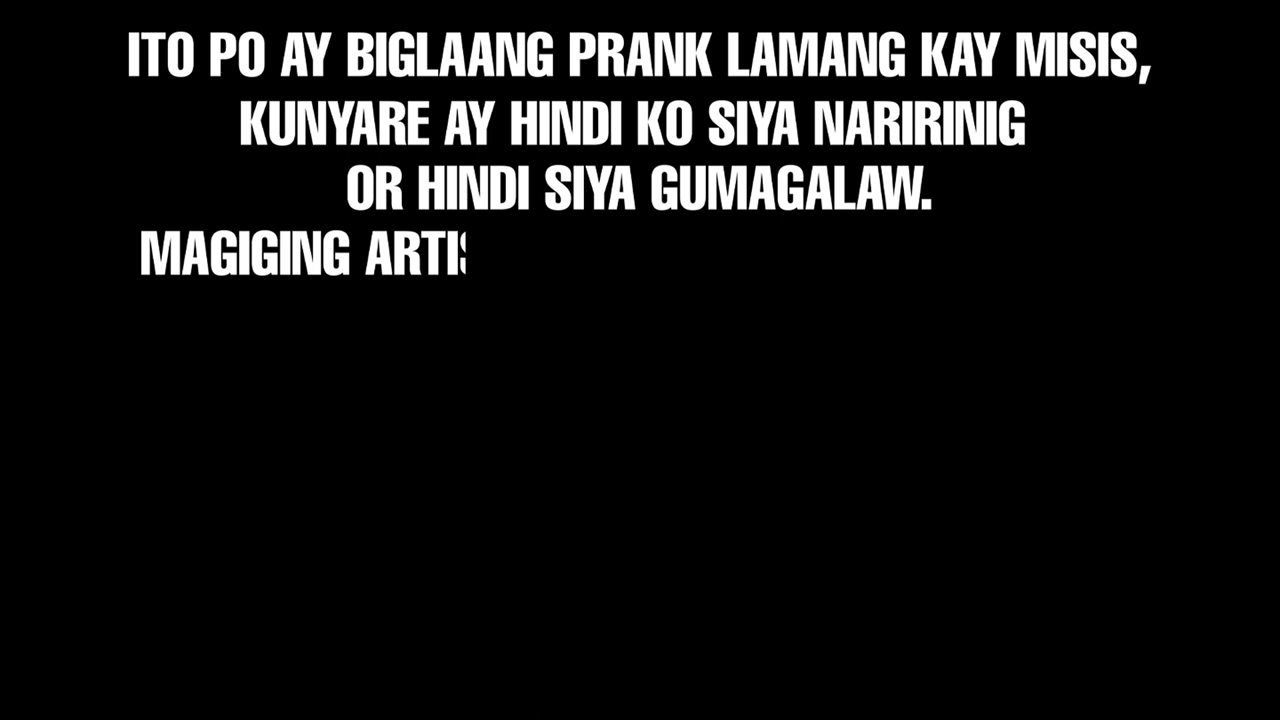 ITO PO AY BIGLAANG PRANK LAMANG KAY MISIS,
KUNYARE AY HINDI KO SIYA NARIRINIG
OR HINDI SIYA GUMAGALAW.
MAGIGING